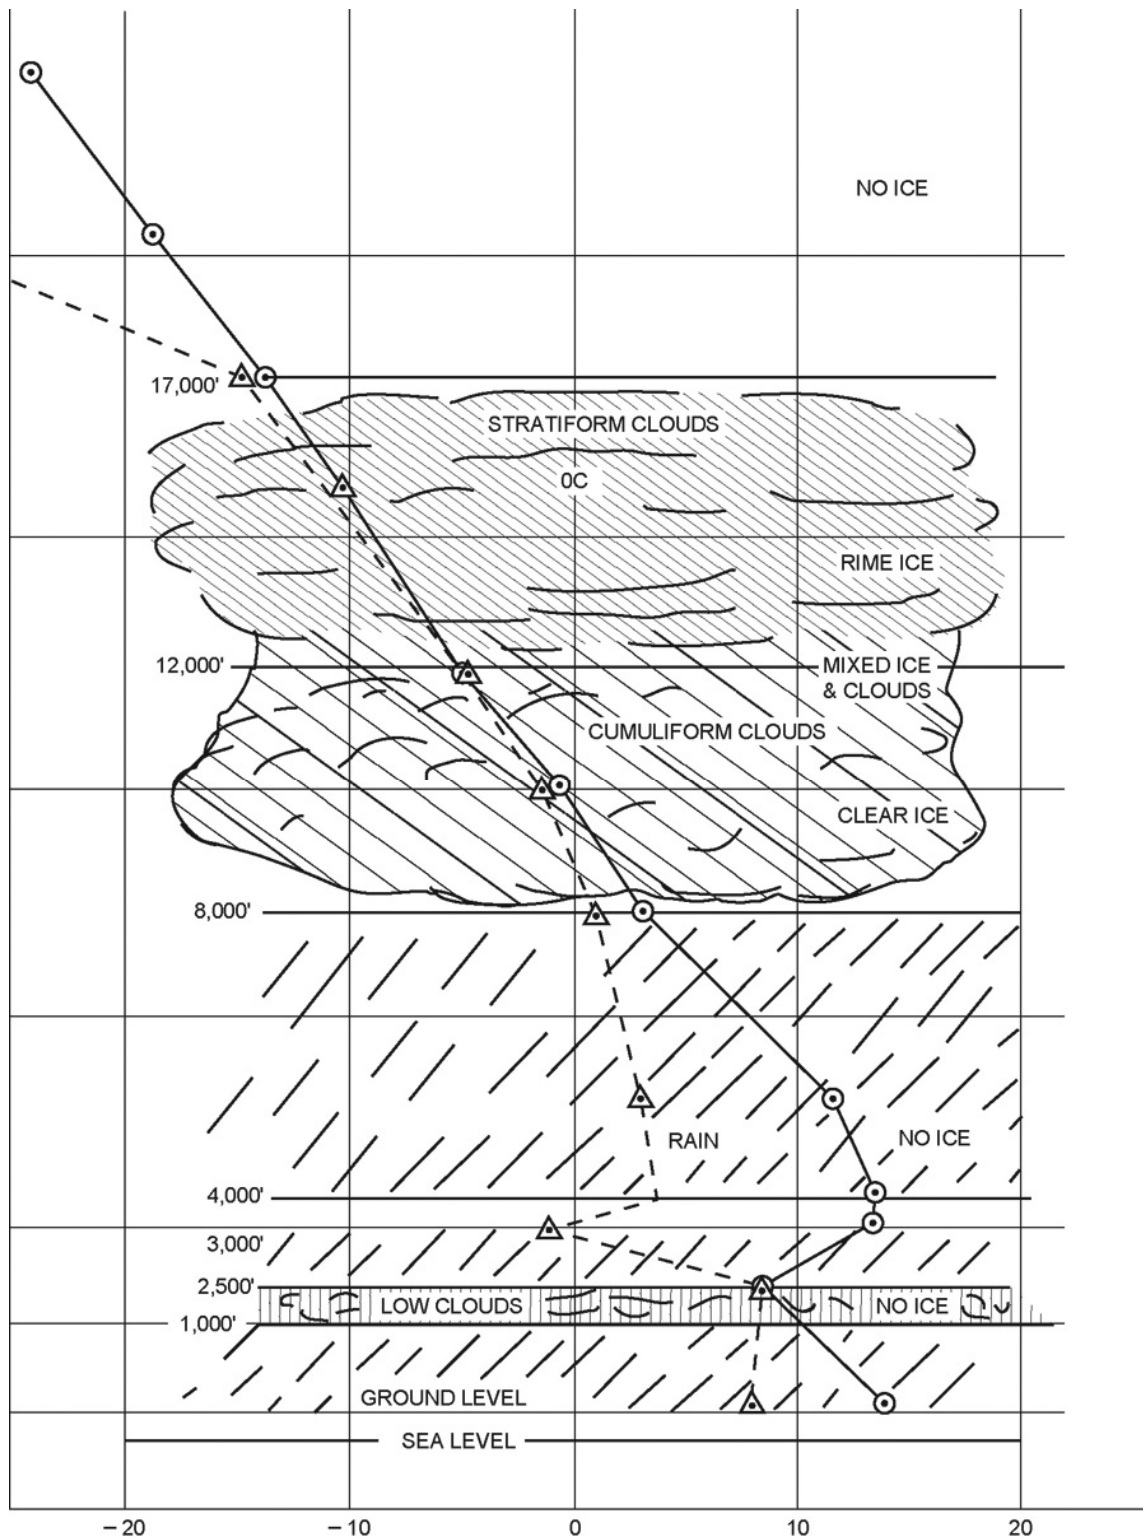 NO ICE
17,000'
STRATIFORM CLOUDS
0C
RIME ICE
12,000'
MIXED ICE
& CLOUDS
CUMULIFORM CLOUDS
CLEAR ICE
8,000'
RAIN
NO ICE
4,000'
3,000'
2,500'
LOW CLOUDS
NO ICE
1,000'
GROUND LEVEL
SEA LEVEL
−20 −10 0 10 20